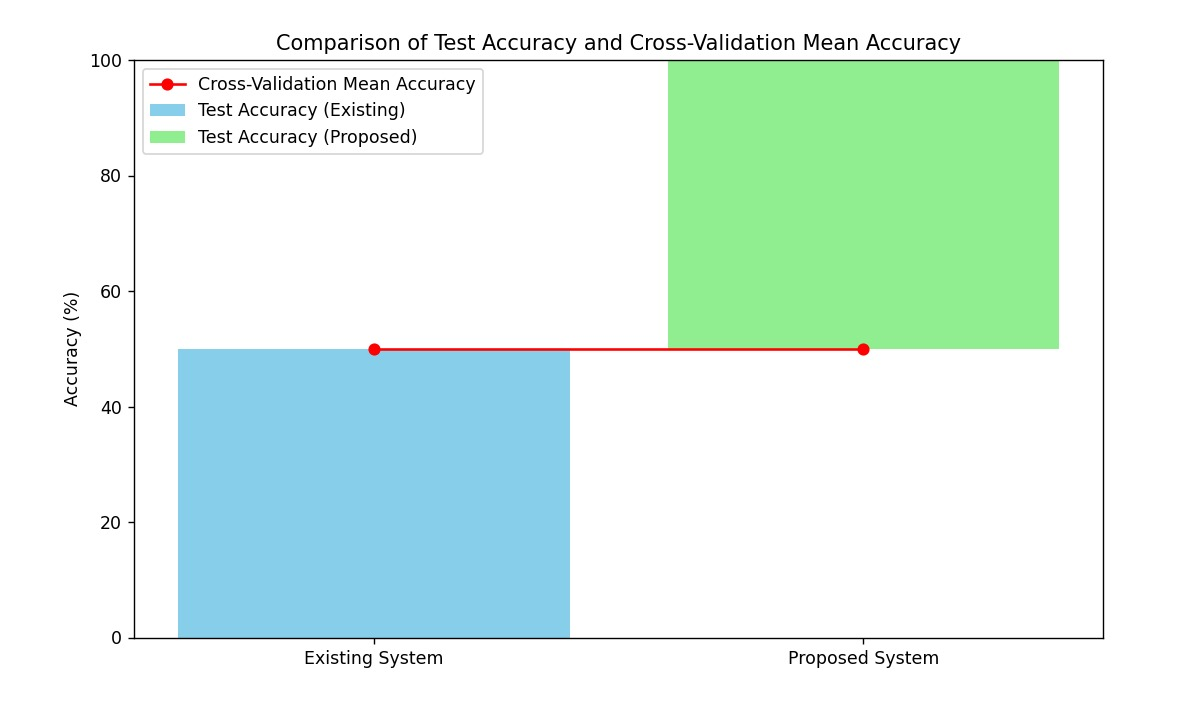 Comparison of Test Accuracy and Cross-Validation Mean Accuracy
100
80
60
40
20
0
Accuracy (%)
Cross-Validation Mean Accuracy
Test Accuracy (Existing)
Test Accuracy (Proposed)
Existing System
Proposed System